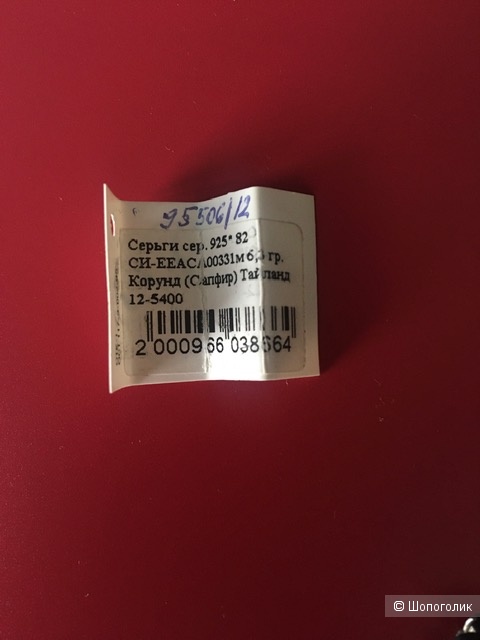 95506/12
Серьги сер. 925* 82
СИ-ЕЕАСА00331м 6,3 гр.
Корунд (Сапфир) Таиланд
12-5400
2 000966 038664
© Шопоголик